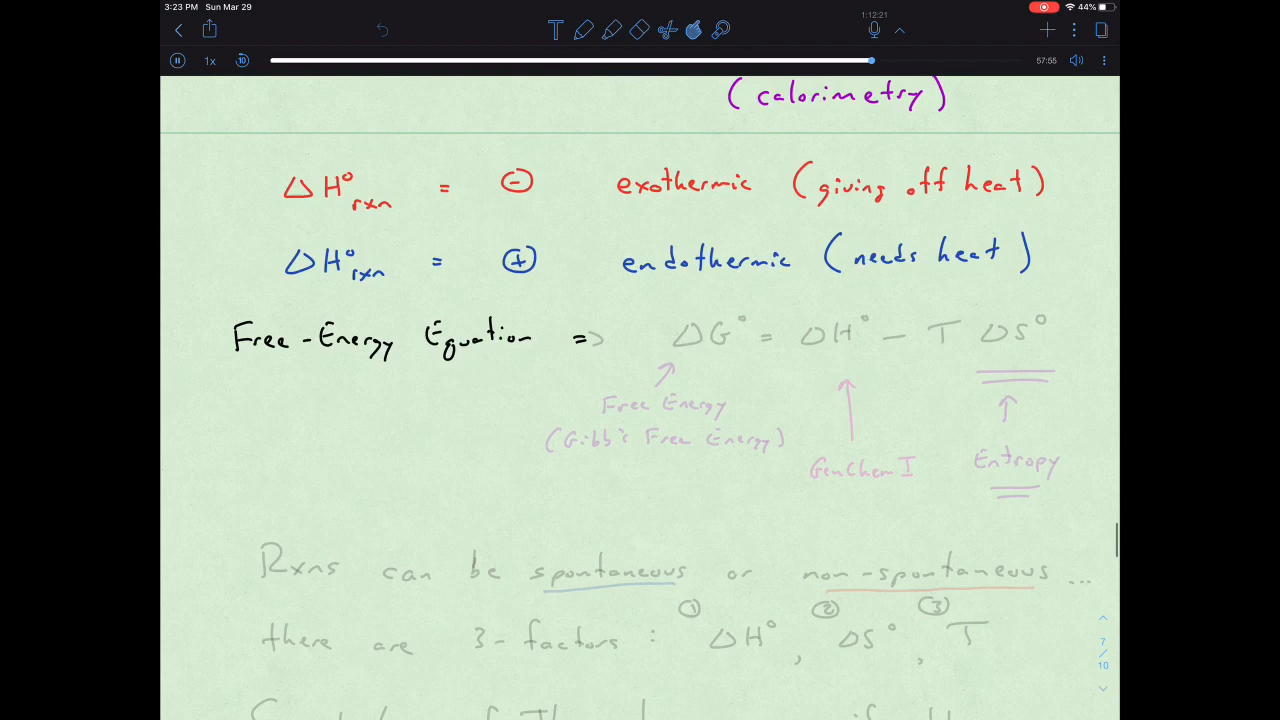 3:23 PM Sun Mar 29
44%
1:12:21
T
1x
10
57:55
(calorimetry)
ΔH°rxn = ⊖ exothermic (giving off heat)
ΔH°rxn = ⊕ endothermic (needs heat)
Free-Energy Equation => ΔG° = ΔH° - T ΔS°
Free Energy
(Gibb's Free Energy)
GenChem I
Entropy
Rxns can be spontaneous or non-spontaneous ...
① ② ③
there are 3-factors : ΔH° , ΔS° , T
7
/
10